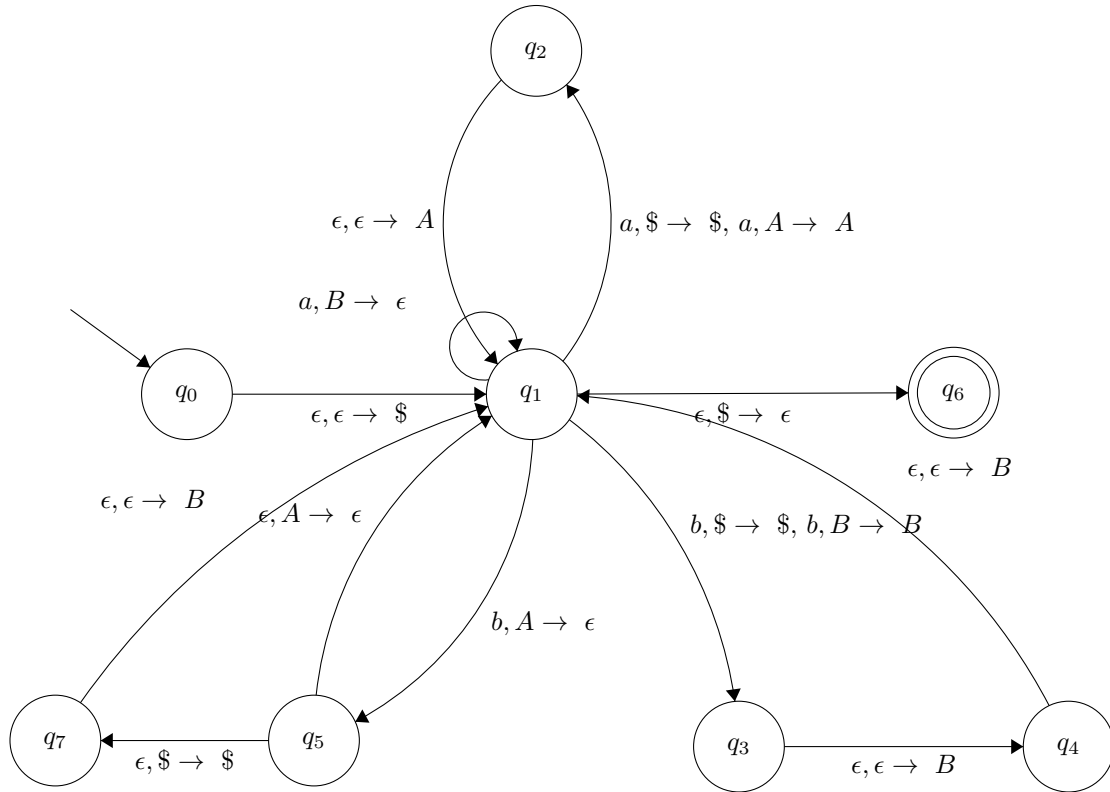 q2
ϵ, ϵ → A
a, $ → $, a, A → A
a, B → ϵ
q0
q1
q6
ϵ, ϵ → $
ϵ, $ → ϵ
ϵ, ϵ → B
ϵ, ϵ → B
ϵ, A → ϵ
b, $ → $, b, B → B
b, A → ϵ
q7
q5
q3
q4
ϵ, $ → $
ϵ, ϵ → B